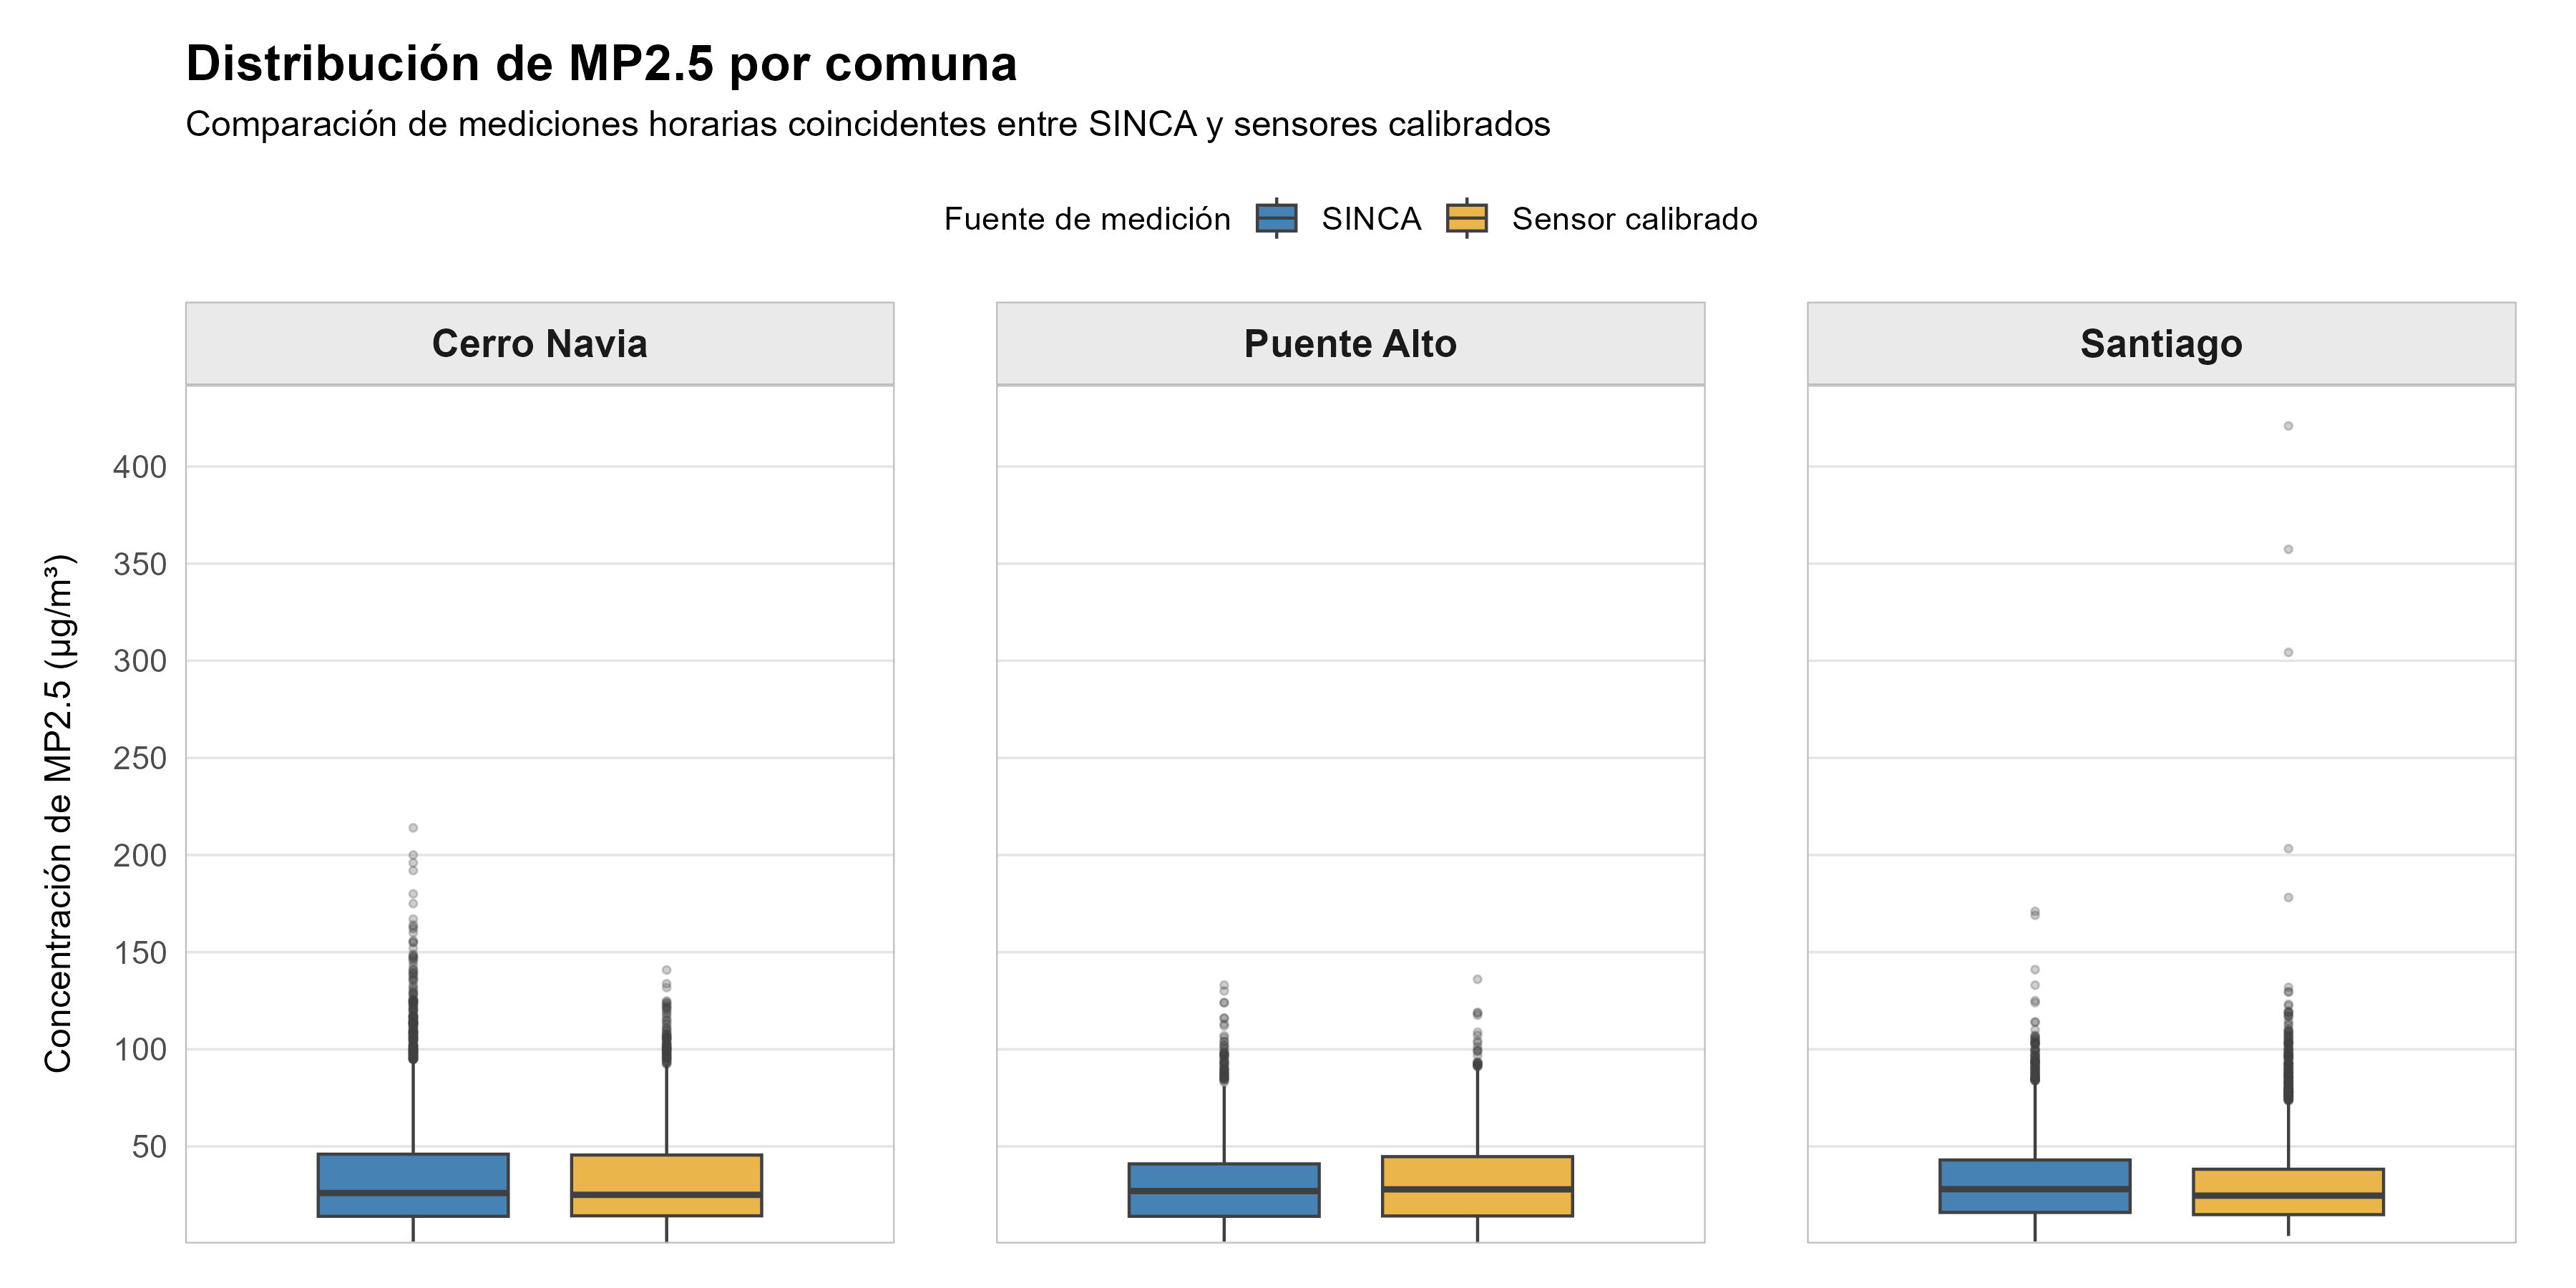 Distribución de MP2.5 por comuna
Comparación de mediciones horarias coincidentes entre SINCA y sensores calibrados
Fuente de medición SINCA Sensor calibrado
Cerro Navia Puente Alto Santiago
Concentración de MP2.5 (µg/m³)
400
350
300
250
200
150
100
50